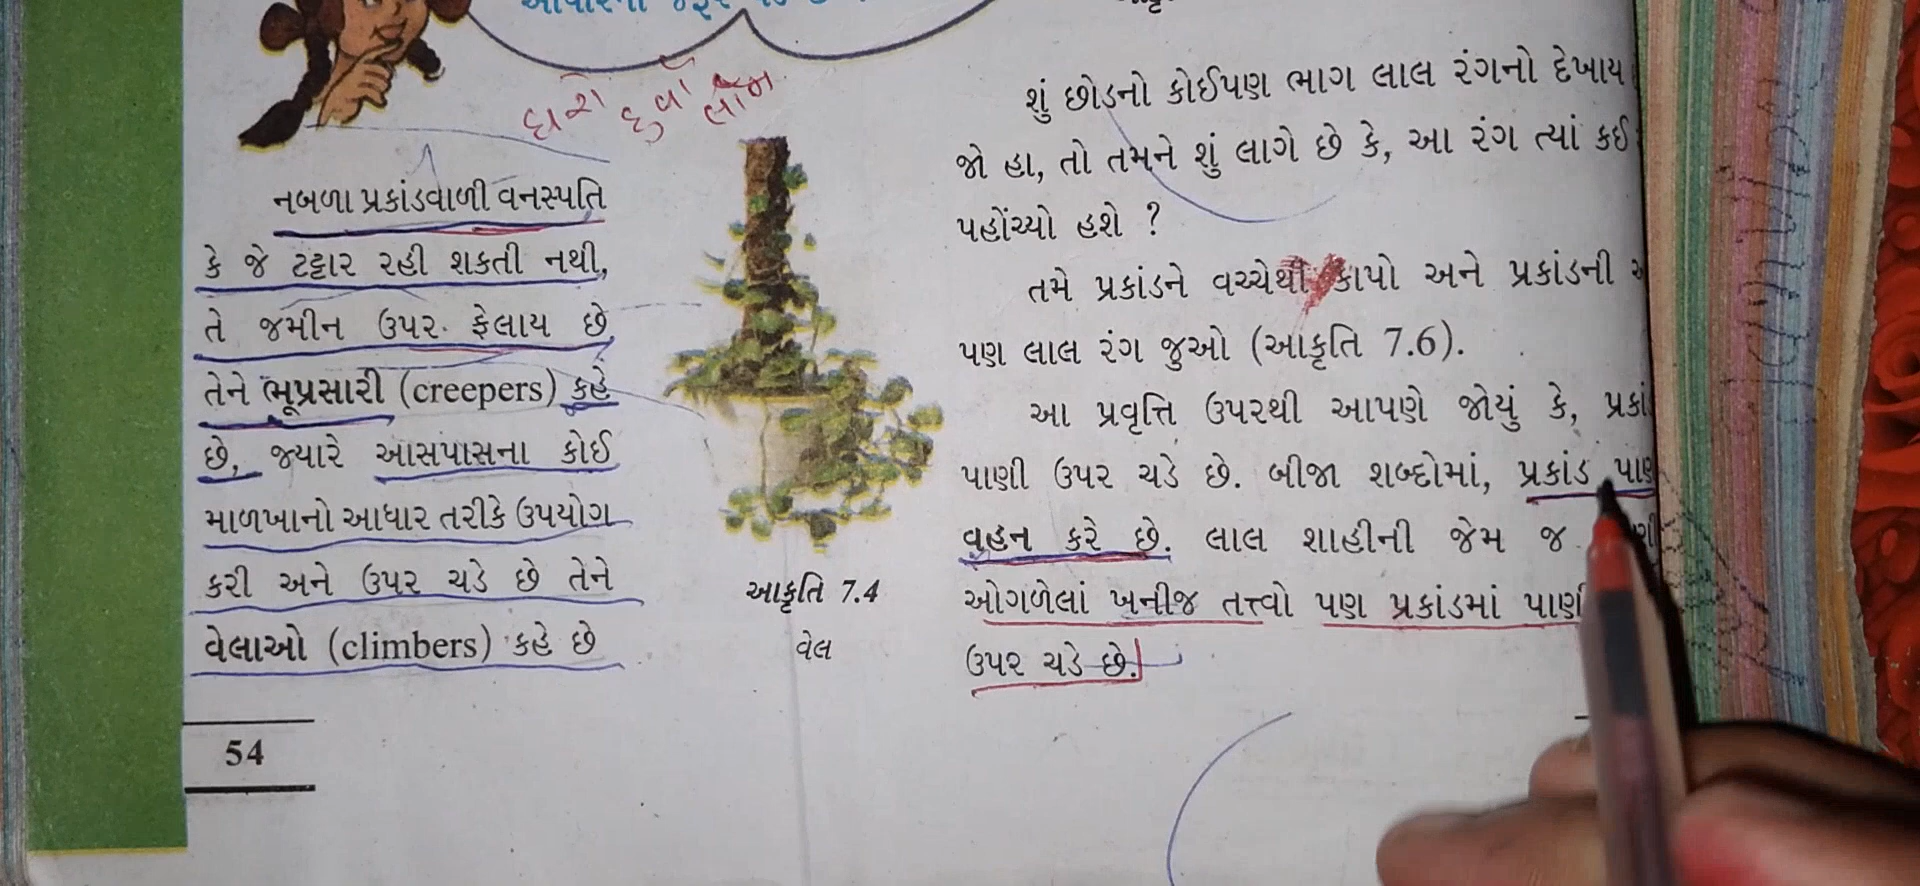 ધારો
દુર્વા
લોન
નબળા પ્રકાંડવાળી વનસ્પતિ
કે જે ટટ્ટાર રહી શકતી નથી,
તે જમીન ઉપર ફેલાય છે
તેને ભૂપ્રસારી (creepers) કહે
છે, જ્યારે આસપાસના કોઈ
માળખાનો આધાર તરીકે ઉપયોગ
કરી અને ઉપર ચડે છે તેને
વેલાઓ (climbers) કહે છે
54
આકૃતિ 7.4
વેલ
શું છોડનો કોઈપણ ભાગ લાલ રંગનો દેખાય
જો હા, તો તમને શું લાગે છે કે, આ રંગ ત્યાં કઈ
પહોંચ્યો હશે ?
તમે પ્રકાંડને વચ્ચેથી કાપો અને પ્રકાંડની
પણ લાલ રંગ જુઓ (આકૃતિ 7.6).
આ પ્રવૃત્તિ ઉપરથી આપણે જોયું કે,
પાણી ઉપર ચડે છે. બીજા શબ્દોમાં, પ્રકાંડ
વહન કરે છે. લાલ શાહીની જેમ જ
ઓગળેલાં ખનીજ તત્ત્વો પણ પ્રકાંડમાં
ઉપર ચડે છે.